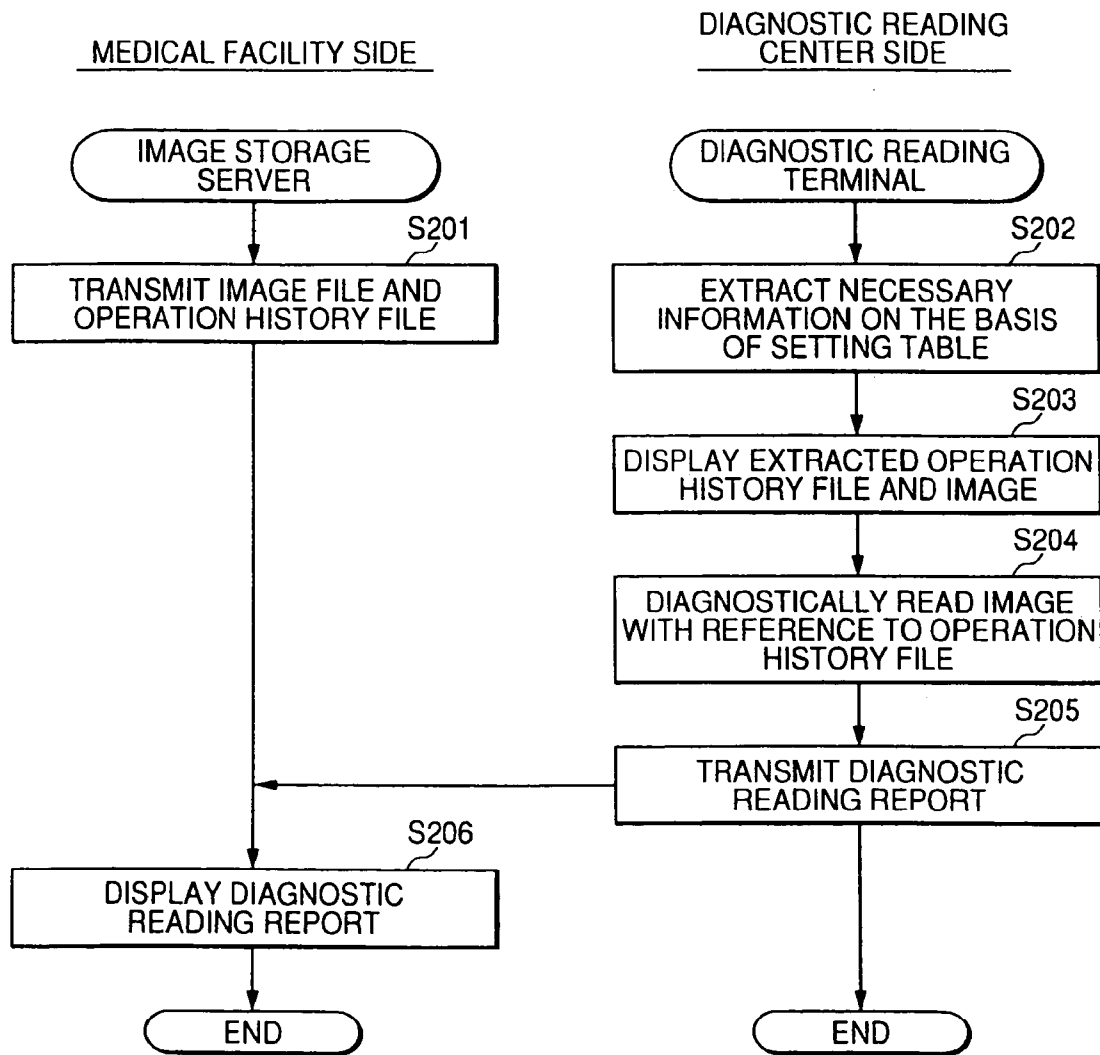 MEDICAL FACILITY SIDE
DIAGNOSTIC READING
CENTER SIDE
IMAGE STORAGE
SERVER
DIAGNOSTIC READING
TERMINAL
S201
TRANSMIT IMAGE FILE AND
OPERATION HISTORY FILE
S202
EXTRACT NECESSARY
INFORMATION ON THE BASIS
OF SETTING TABLE
S203
DISPLAY EXTRACTED OPERATION
HISTORY FILE AND IMAGE
S204
DIAGNOSTICALLY READ IMAGE
WITH REFERENCE TO OPERATION
HISTORY FILE
S205
TRANSMIT DIAGNOSTIC
READING REPORT
S206
DISPLAY DIAGNOSTIC
READING REPORT
END
END